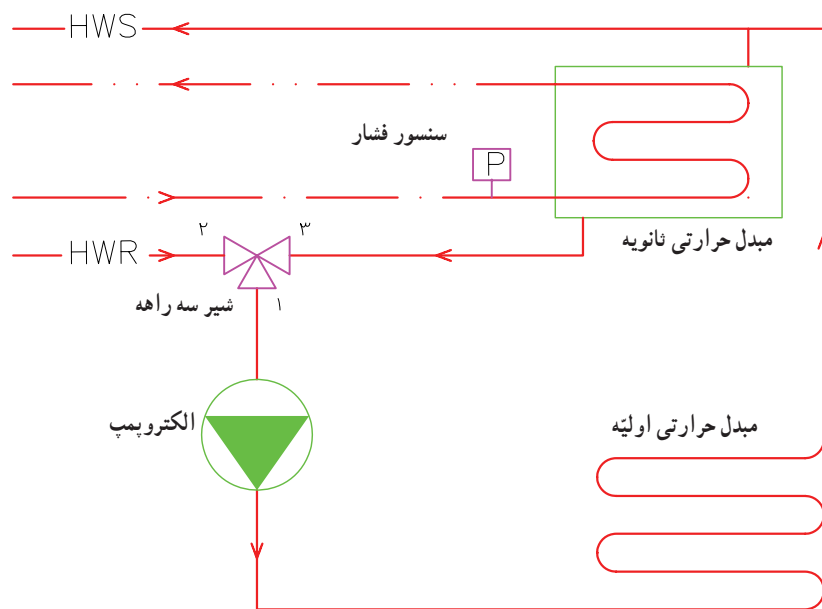 HWS
سنسور فشار
P
مبدل حرارتی ثانویه
۲
۳
HWR
شیر سه راهه
۱
الکتروپمپ
مبدل حرارتی اولیّه